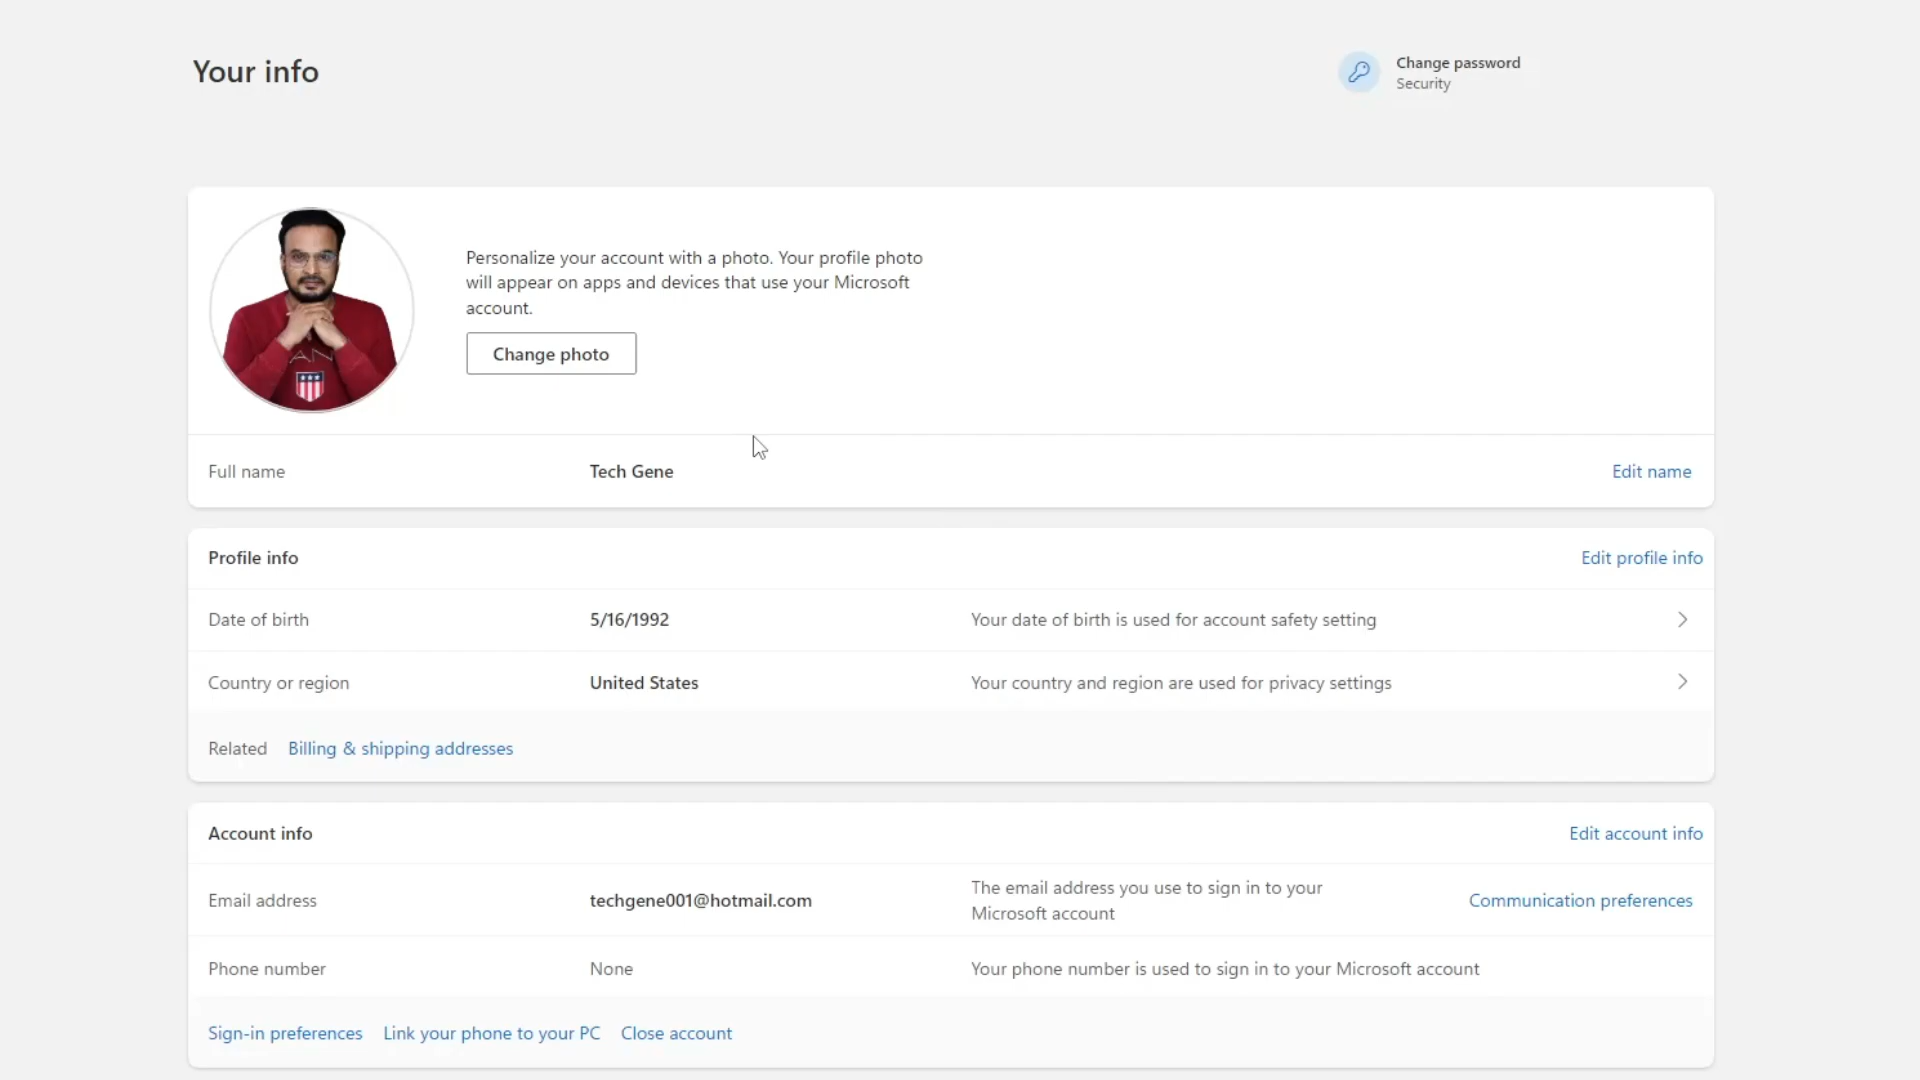 Your info
Change password
Security
Personalize your account with a photo. Your profile photo
will appear on apps and devices that use your Microsoft
account.
Change photo
Full name
Tech Gene
Edit name
Profile info
Edit profile info
Date of birth
5/16/1992
Your date of birth is used for account safety setting
Country or region
United States
Your country and region are used for privacy settings
Related
Billing & shipping addresses
Account info
Edit account info
Email address
techgene001@hotmail.com
The email address you use to sign in to your
Microsoft account
Communication preferences
Phone number
None
Your phone number is used to sign in to your Microsoft account
Sign-in preferences
Link your phone to your PC
Close account